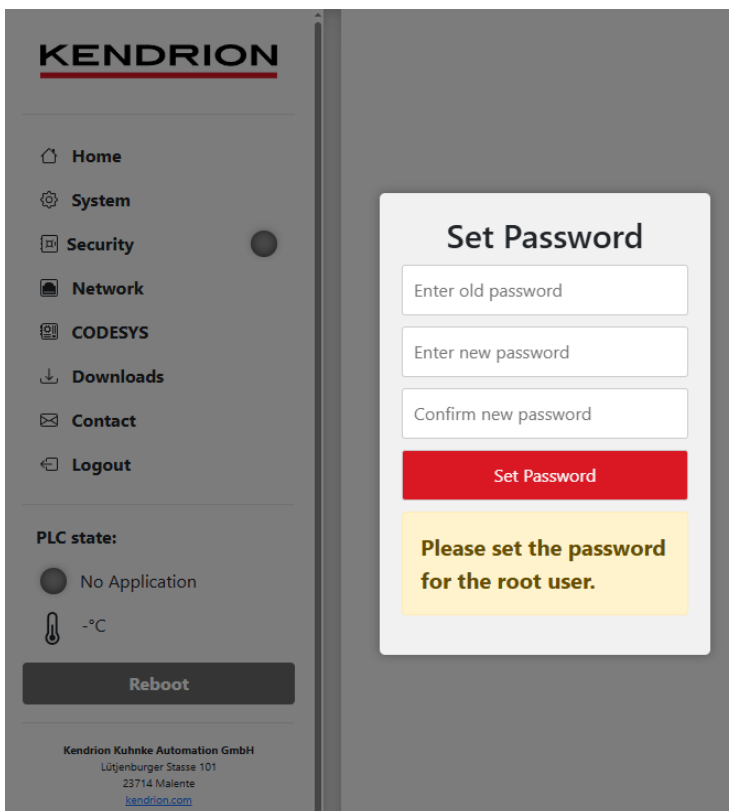 KENDRION
Home
System
Security
Network
CODESYS
Downloads
Contact
Logout
PLC state:
No Application
-°C
Reboot
Kendrion Kuhnke Automation GmbH
Lütjenburger Stasse 101
23714 Malente
kendrion.com
Set Password
Enter old password
Enter new password
Confirm new password
Set Password
Please set the password
for the root user.